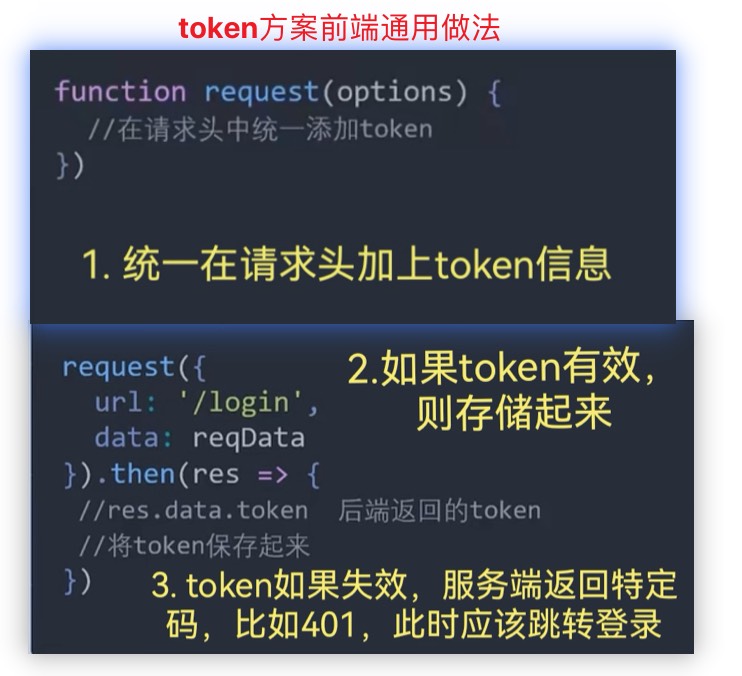 token方案前端通用做法
function request(options) {
//在请求头中统一添加token
})
1. 统一在请求头加上token信息
request({
url: '/login',
data: reqData
}).then(res => {
//res.data.token 后端返回的token
//将token保存起来
})
2.如果token有效,
则存储起来
3. token如果失效，服务端返回特定
码，比如401，此时应该跳转登录